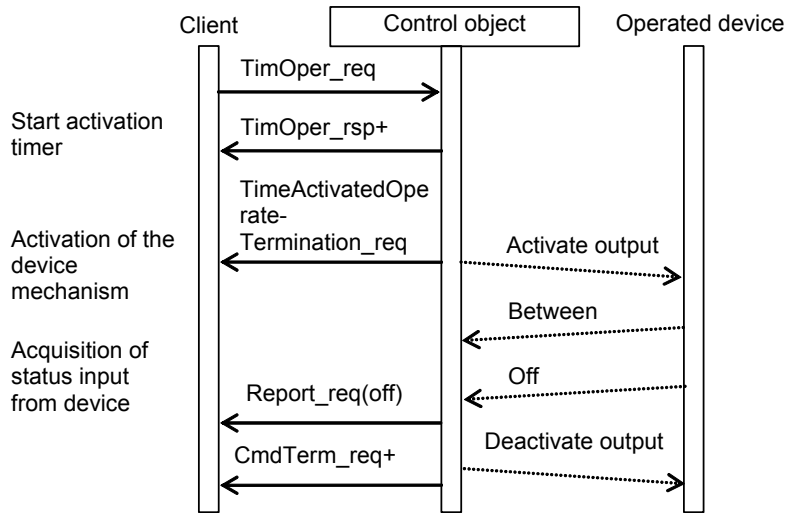 Client
Control object
Operated device
TimOper_req
Start activation
timer
TimOper_rsp+
TimeActivatedOpe
rate-
Termination_req
Activation of the
device
mechanism
Activate output
Between
Acquisition of
status input
from device
Off
Report_req(off)
Deactivate output
CmdTerm_req+